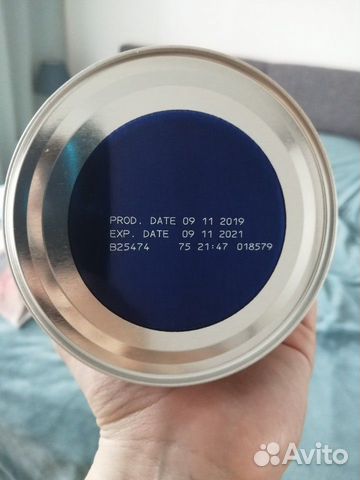 PROD. DATE 09 11 2019
EXP. DATE 09 11 2021
B25474 75 21:47 018579
Avito